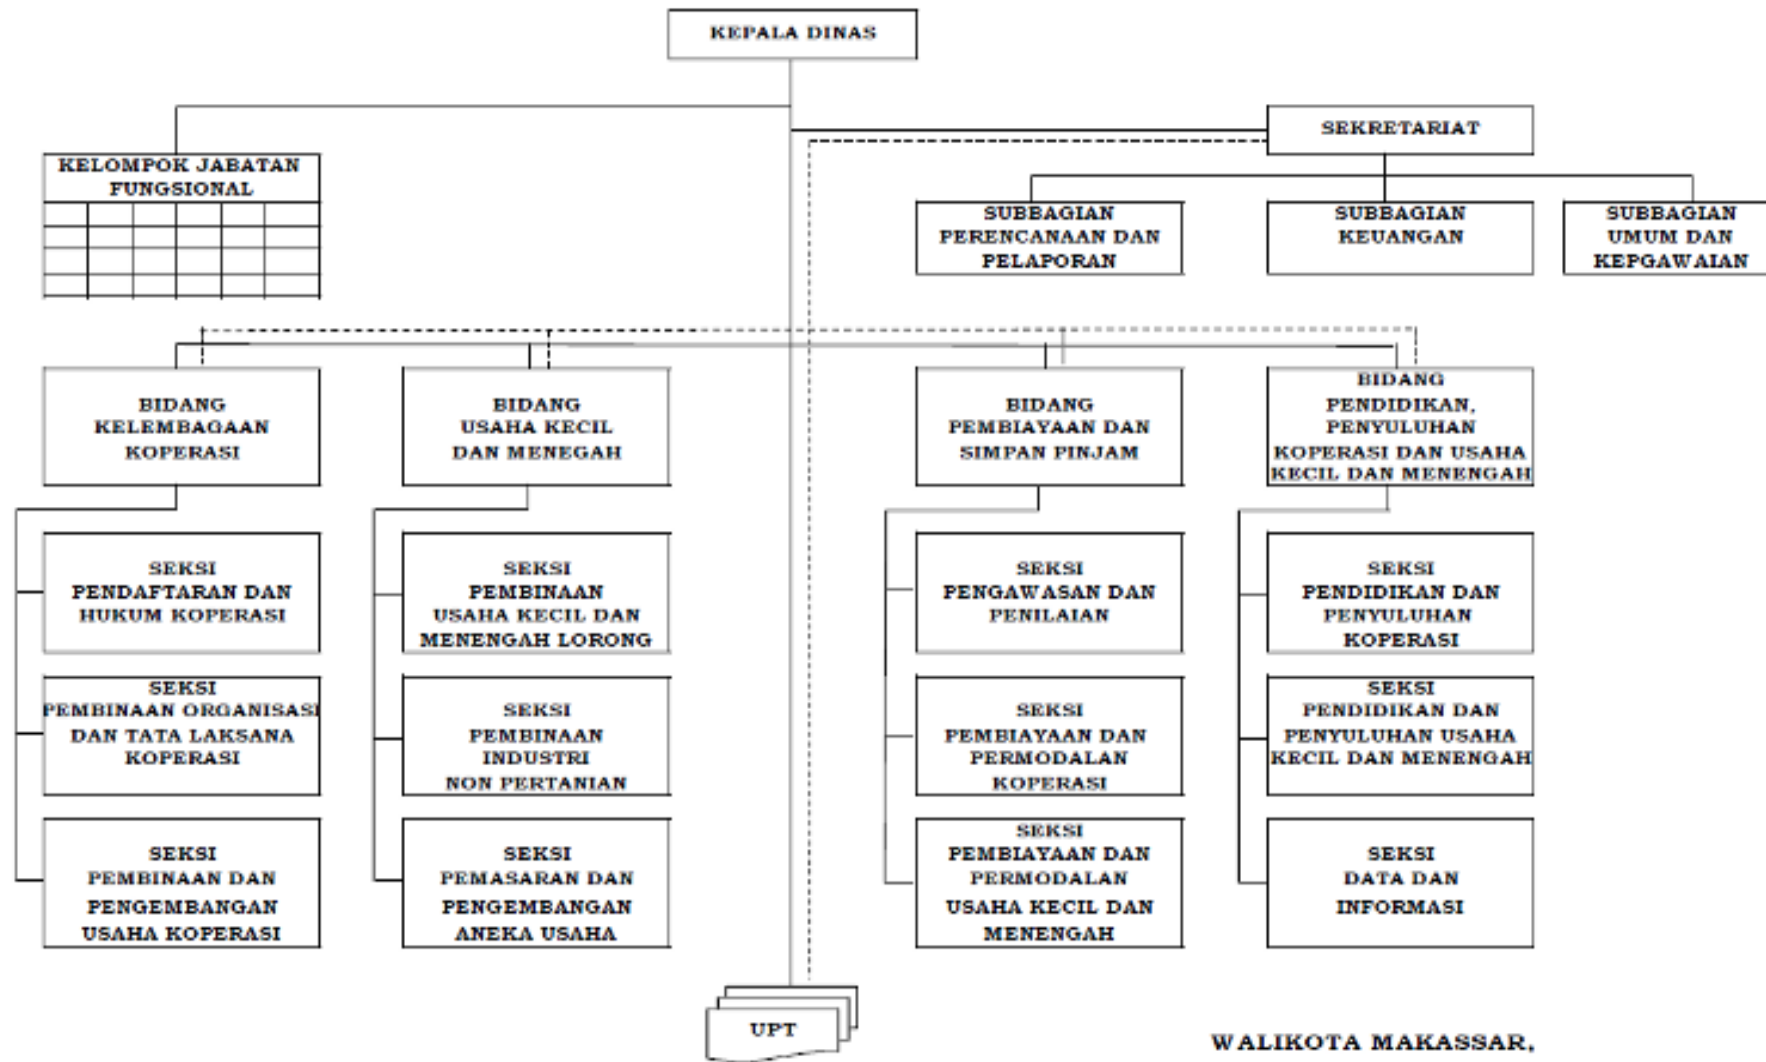 KEPALA DINAS
SEKRETARIAT
KELOMPOK JABATAN
FUNGSIONAL
SUBBAGIAN
PERENCANAAN DAN
PELAPORAN
SUBBAGIAN
KEUANGAN
SUBBAGIAN
UMUM DAN
KEPGAWAIAN
BIDANG
KELEMBAGAAN
KOPERASI
BIDANG
USAHA KECIL
DAN MENEGAH
BIDANG
PEMBIAYAAN DAN
SIMPAN PINJAM
BIDANG
PENDIDIKAN,
PENYULUHAN
KOPERASI DAN USAHA
KECIL DAN MENENGAH
SEKSI
PENDAFTARAN DAN
HUKUM KOPERASI
SEKSI
PEMBINAAN
USAHA KECIL DAN
MENENGAH LORONG
SEKSI
PENGAWASAN DAN
PENILAIAN
SEKSI
PENDIDIKAN DAN
PENYULUHAN
KOPERASI
SEKSI
PEMBINAAN ORGANISASI
DAN TATA LAKSANA
KOPERASI
SEKSI
PEMBINAAN
INDUSTRI
NON PERTANIAN
SEKSI
PEMBIAYAAN DAN
PERMODALAN
KOPERASI
SEKSI
PENDIDIKAN DAN
PENYULUHAN USAHA
KECIL DAN MENENGAH
SEKSI
PEMBINAAN DAN
PENGEMBANGAN
USAHA KOPERASI
SEKSI
PEMASARAN DAN
PENGEMBANGAN
ANEKA USAHA
SEKSI
PEMBIAYAAN DAN
PERMODALAN
USAHA KECIL DAN
MENENGAH
SEKSI
DATA DAN
INFORMASI
UPT
WALIKOTA MAKASSAR,